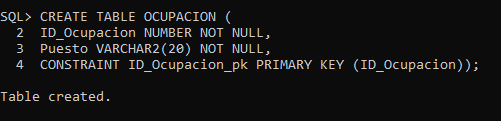 SQL> CREATE TABLE OCUPACION (
  2  ID_Ocupacion NUMBER NOT NULL,
  3  Puesto VARCHAR2(20) NOT NULL,
  4  CONSTRAINT ID_Ocupacion_pk PRIMARY KEY (ID_Ocupacion));
Table created.